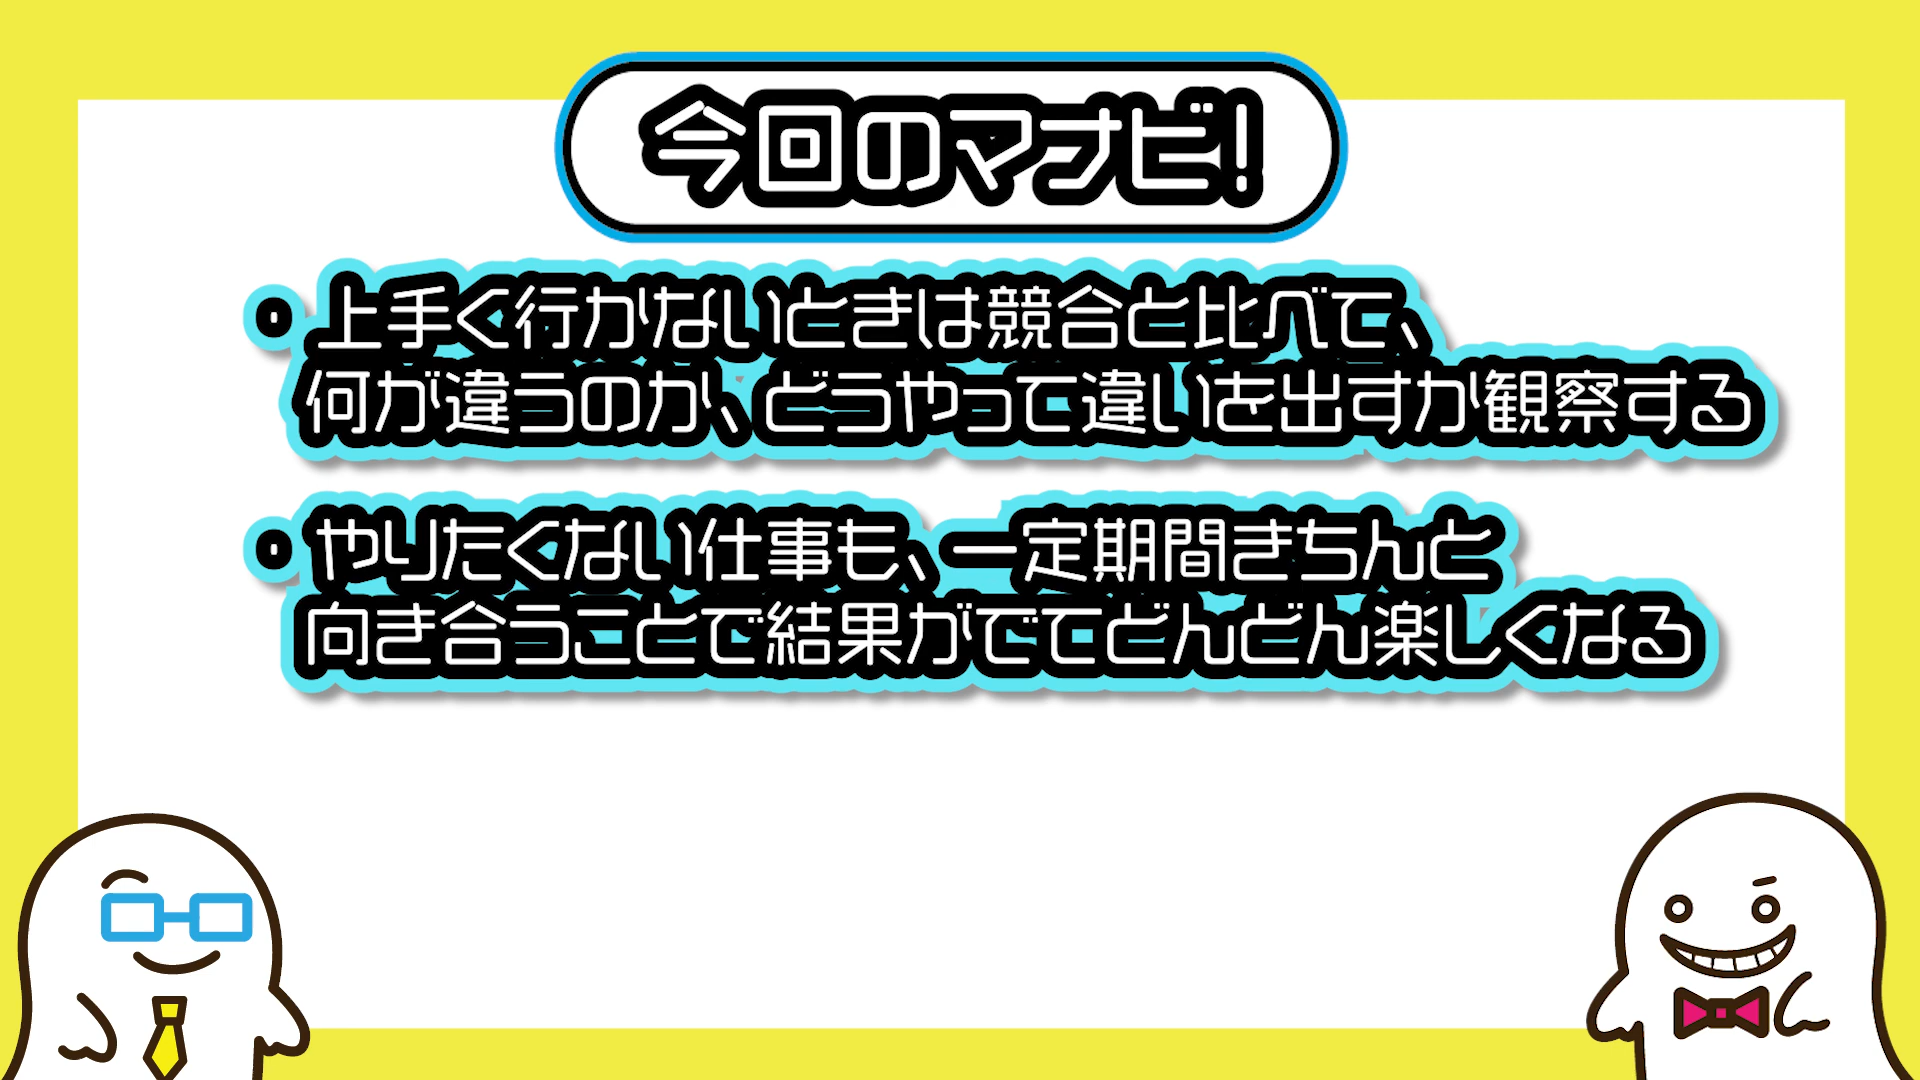 今回のマナビ!
・上手く行かないときは競合と比べて、
何が違うのか、どうやって違いを出すか観察する
・やりたくない仕事も、一定期間きちんと
向き合うことで結果がでてどんどん楽しくなる